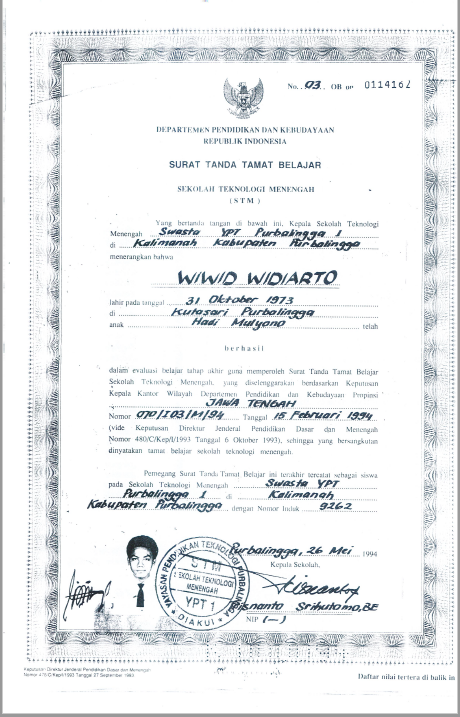 No. 03 OB op 0114162
DEPARTEMEN PENDIDIKAN DAN KEBUDAYAAN
REPUBLIK INDONESIA
SURAT TANDA TAMAT BELAJAR
SEKOLAH TEKNOLOGI MENENGAH
( STM )
Yang bertanda tangan di bawah ini, Kepala Sekolah Teknologi
Menengah Swasta YPT Purbalingga 1
di Kalimanah Kabupaten Purbalingga
menerangkan bahwa
WIWID WIDIARTO
lahir pada tanggal 31 Oktober 1973
di Kutasari Purbalingga
anak Hadi Mulyono telah
berhasil
dalam evaluasi belajar tahap akhir guna memperoleh Surat Tanda Tamat Belajar
Sekolah Teknologi Menengah, yang diselenggarakan berdasarkan Keputusan
Kepala Kantor Wilayah Departemen Pendidikan dan Kebudayaan Propinsi
JAWA TENGAH
Nomor 070/I03/M/94 Tanggal 15 Februari 1994
(vide Keputusan Direktur Jenderal Pendidikan Dasar dan Menengah
Nomor 480/C/Kep/I/1993 Tanggal 6 Oktober 1993), sehingga yang bersangkutan
dinyatakan tamat belajar sekolah teknologi menengah.
Pemegang Surat Tanda Tamat Belajar ini terakhir tercatat sebagai siswa
pada Sekolah Teknologi Menengah Swasta YPT
Purbalingga 1 di Kalimanah
Kabupaten Purbalingga dengan Nomor Induk 9262
Purbalingga, 26 Mei 1994
Kepala Sekolah,
YAYASAN PENDIDIKAN TEKNOLOGI PURBALINGGA
STM
SEKOLAH TEKNOLOGI
MENENGAH
YPT 1
DIAKUI
Trisnanto Srihutomo, BE
NIP (—)
Keputusan Direktur Jenderal Pendidikan Dasar dan Menengah
Nomor 475/C/Kep/I/1993 Tanggal 27 September 1993
Daftar nilai tertera di balik in